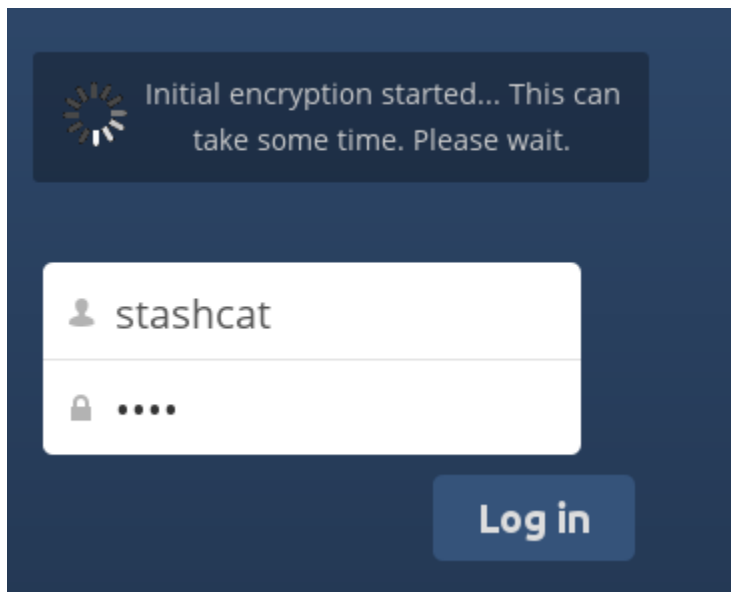 Initial encryption started... This can
take some time. Please wait.
stashcat
••••
Log in